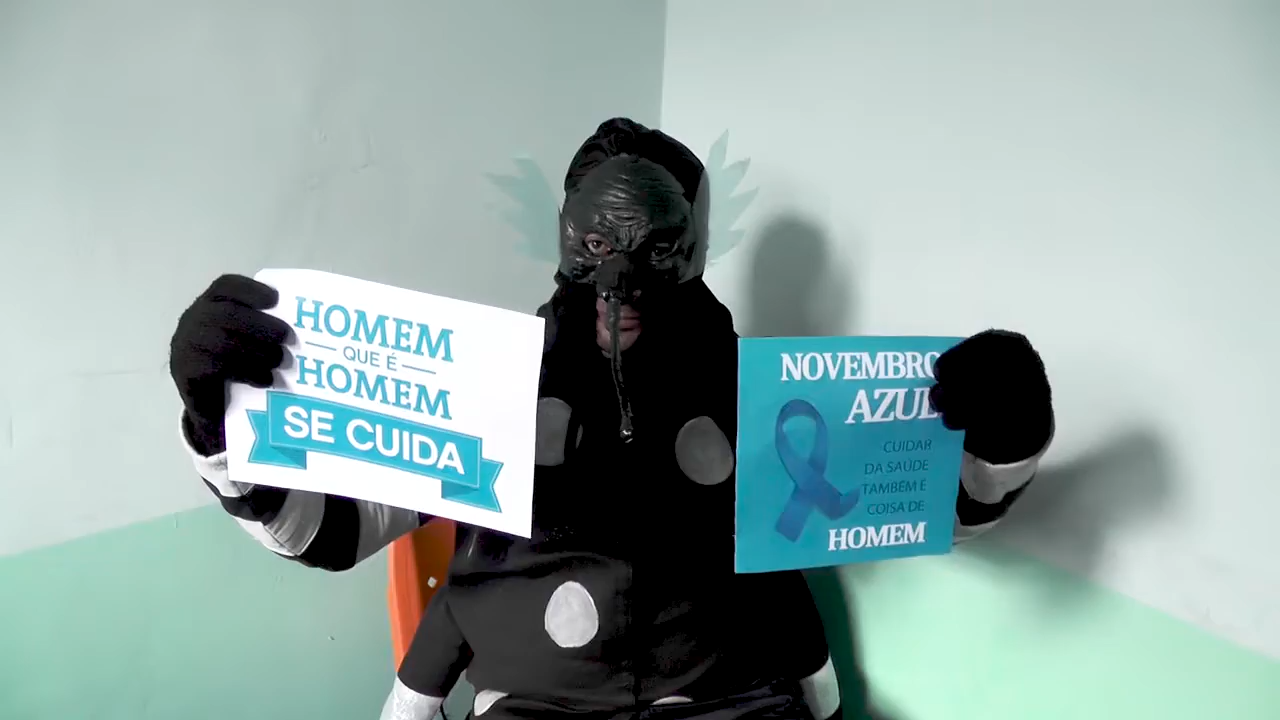 HOMEM
QUE É
HOMEM
SE CUIDA
NOVEMBRO
AZUL
CUIDAR
DA SAÚDE
TAMBÉM É
COISA DE
HOMEM